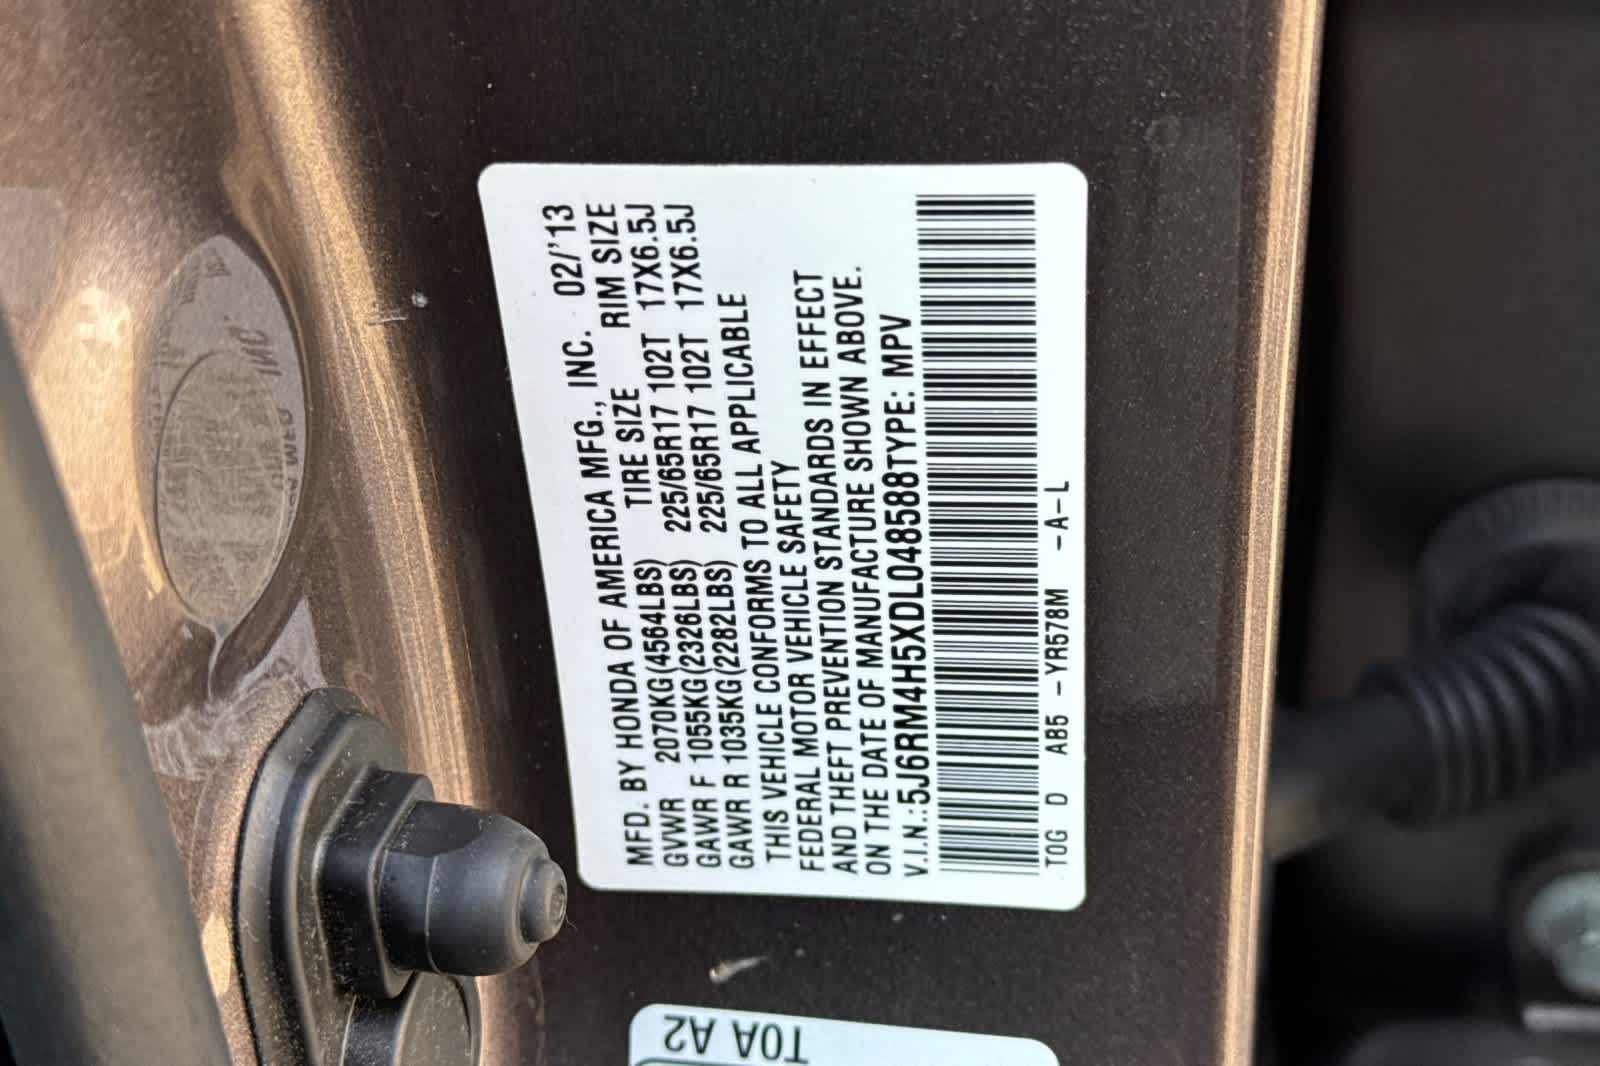 MFD. BY HONDA OF AMERICA MFG., INC. 02/'13
GVWR 2070KG(4564LBS) TIRE SIZE RIM SIZE
GAWR F 1055KG(2326LBS) 225/65R17 102T 17X6.5J
GAWR R 1035KG(2282LBS) 225/65R17 102T 17X6.5J
THIS VEHICLE CONFORMS TO ALL APPLICABLE
FEDERAL MOTOR VEHICLE SAFETY
AND THEFT PREVENTION STANDARDS IN EFFECT
ON THE DATE OF MANUFACTURE SHOWN ABOVE.
V.I.N.:5J6RM4H5XDL048588TYPE: MPV
T0G D AB5 -YR578M -A-L
T0A A2